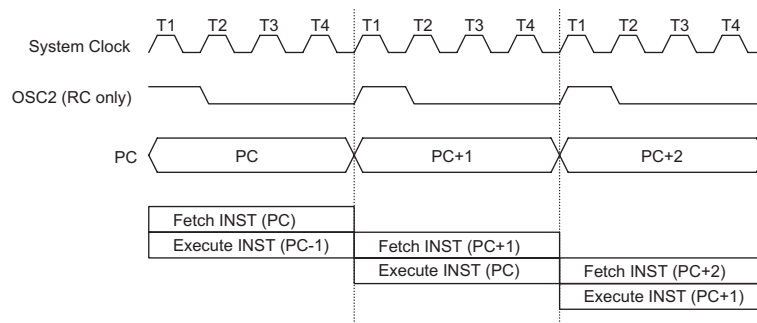 T1 T2 T3 T4 T1 T2 T3 T4 T1 T2 T3 T4
System Clock
OSC2 (RC only)
PC PC PC+1 PC+2
Fetch INST (PC)
Execute INST (PC-1) Fetch INST (PC+1)
Execute INST (PC) Fetch INST (PC+2)
Execute INST (PC+1)